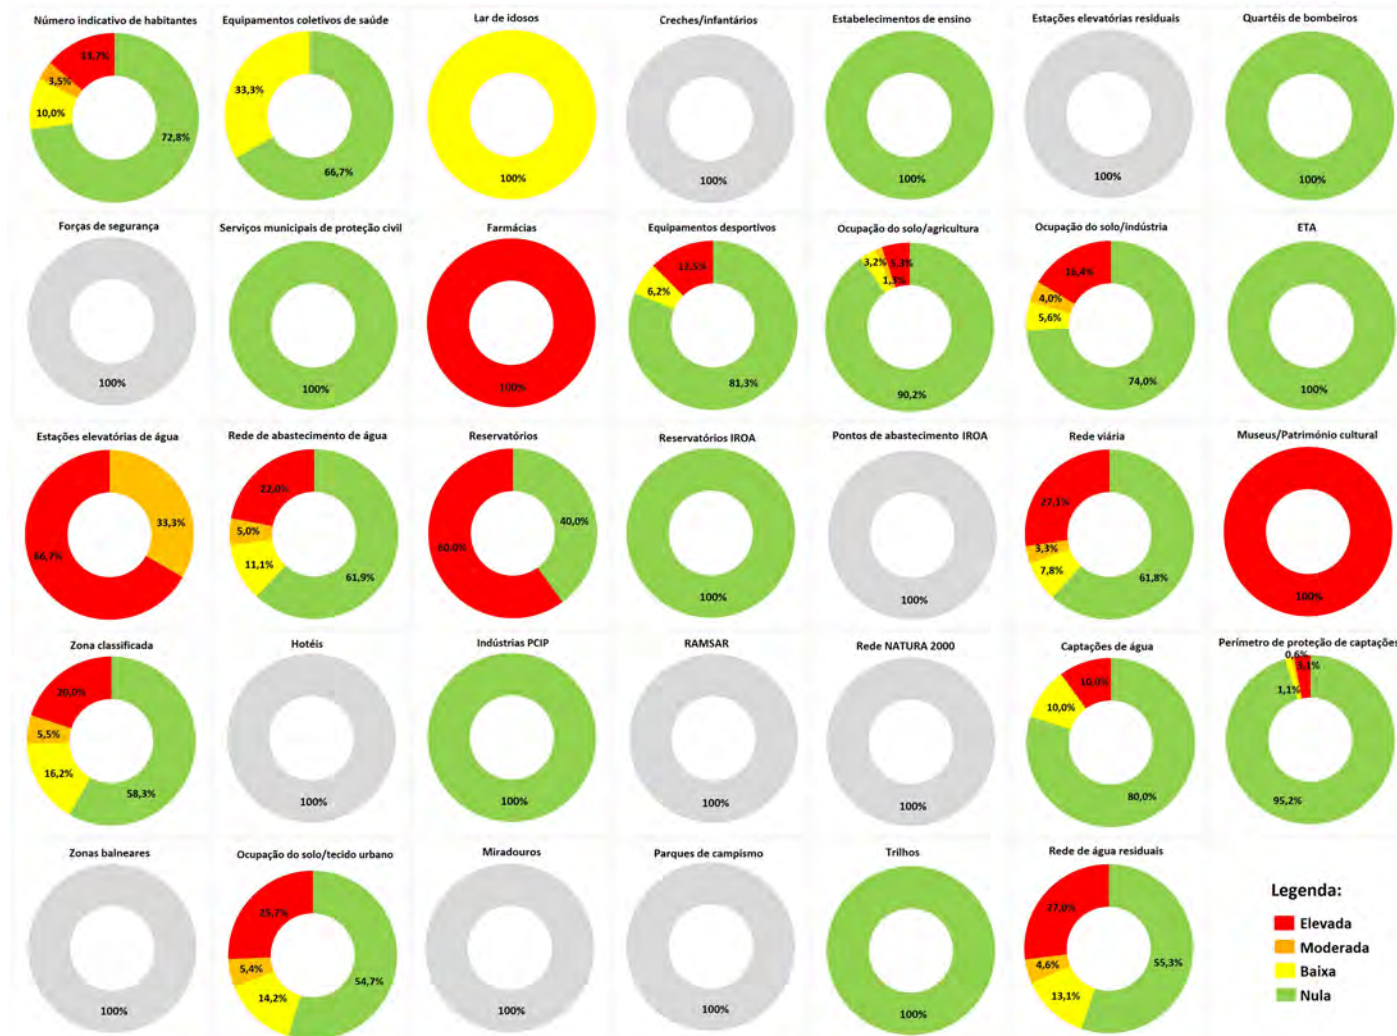 Número indicativo de habitantes
13,7%
3,5%
10,0%
72,8%
Equipamentos coletivos de saúde
33,3%
66,7%
Lar de idosos
100%
Creches/infantários
100%
Estabelecimentos de ensino
100%
Estações elevatórias residuais
100%
Quartéis de bombeiros
100%
Forças de segurança
100%
Serviços municipais de proteção civil
100%
Farmácias
100%
Equipamentos desportivos
12,5%
6,2%
81,3%
Ocupação do solo/agricultura
3,2%
5,3%
1,3%
90,2%
Ocupação do solo/indústria
16,4%
4,0%
5,6%
74,0%
ETA
100%
Estações elevatórias de água
33,3%
66,7%
Rede de abastecimento de água
22,0%
5,0%
11,1%
61,9%
Reservatórios
40,0%
60,0%
Reservatórios IROA
100%
Pontos de abastecimento IROA
100%
Rede viária
27,1%
3,3%
7,8%
61,8%
Museus/Património cultural
100%
Zona classificada
20,0%
5,5%
16,2%
58,3%
Hotéis
100%
Indústrias PCIP
100%
RAMSAR
100%
Rede NATURA 2000
100%
Captações de água
10,0%
10,0%
80,0%
Perímetro de proteção de captações
0,6%
3,1%
1,1%
95,2%
Zonas balneares
100%
Ocupação do solo/tecido urbano
25,7%
5,4%
14,2%
54,7%
Miradouros
100%
Parques de campismo
100%
Trilhos
100%
Rede de água residuais
27,0%
4,6%
13,1%
55,3%
Legenda:
Elevada
Moderada
Baixa
Nula